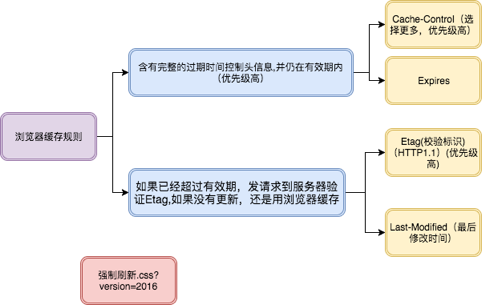 Cache-Control（选
择更多，优先级高）
含有完整的过期时间控制头信息,并仍在有效期内
（优先级高）
Expires
浏览器缓存规则
Etag(校验标识)
（HTTP1.1）(优先级
高)
如果已经超过有效期，发请求到服务器验
证Etag,如果没有更新，还是用浏览器缓存
Last-Modified（最后
修改时间）
强制刷新.css?
version=2016